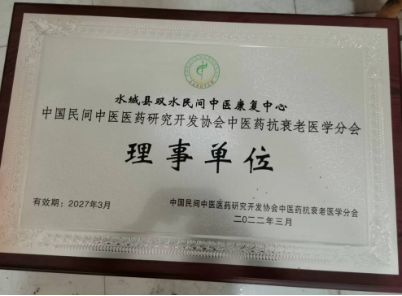 水城县双水民间中医康复中心
中国民间中医医药研究开发协会中医药抗衰老医学分会
理事单位
有效期：2027年3月
中国民间中医医药研究开发协会中医药抗衰老医学分会
二〇二二年三月